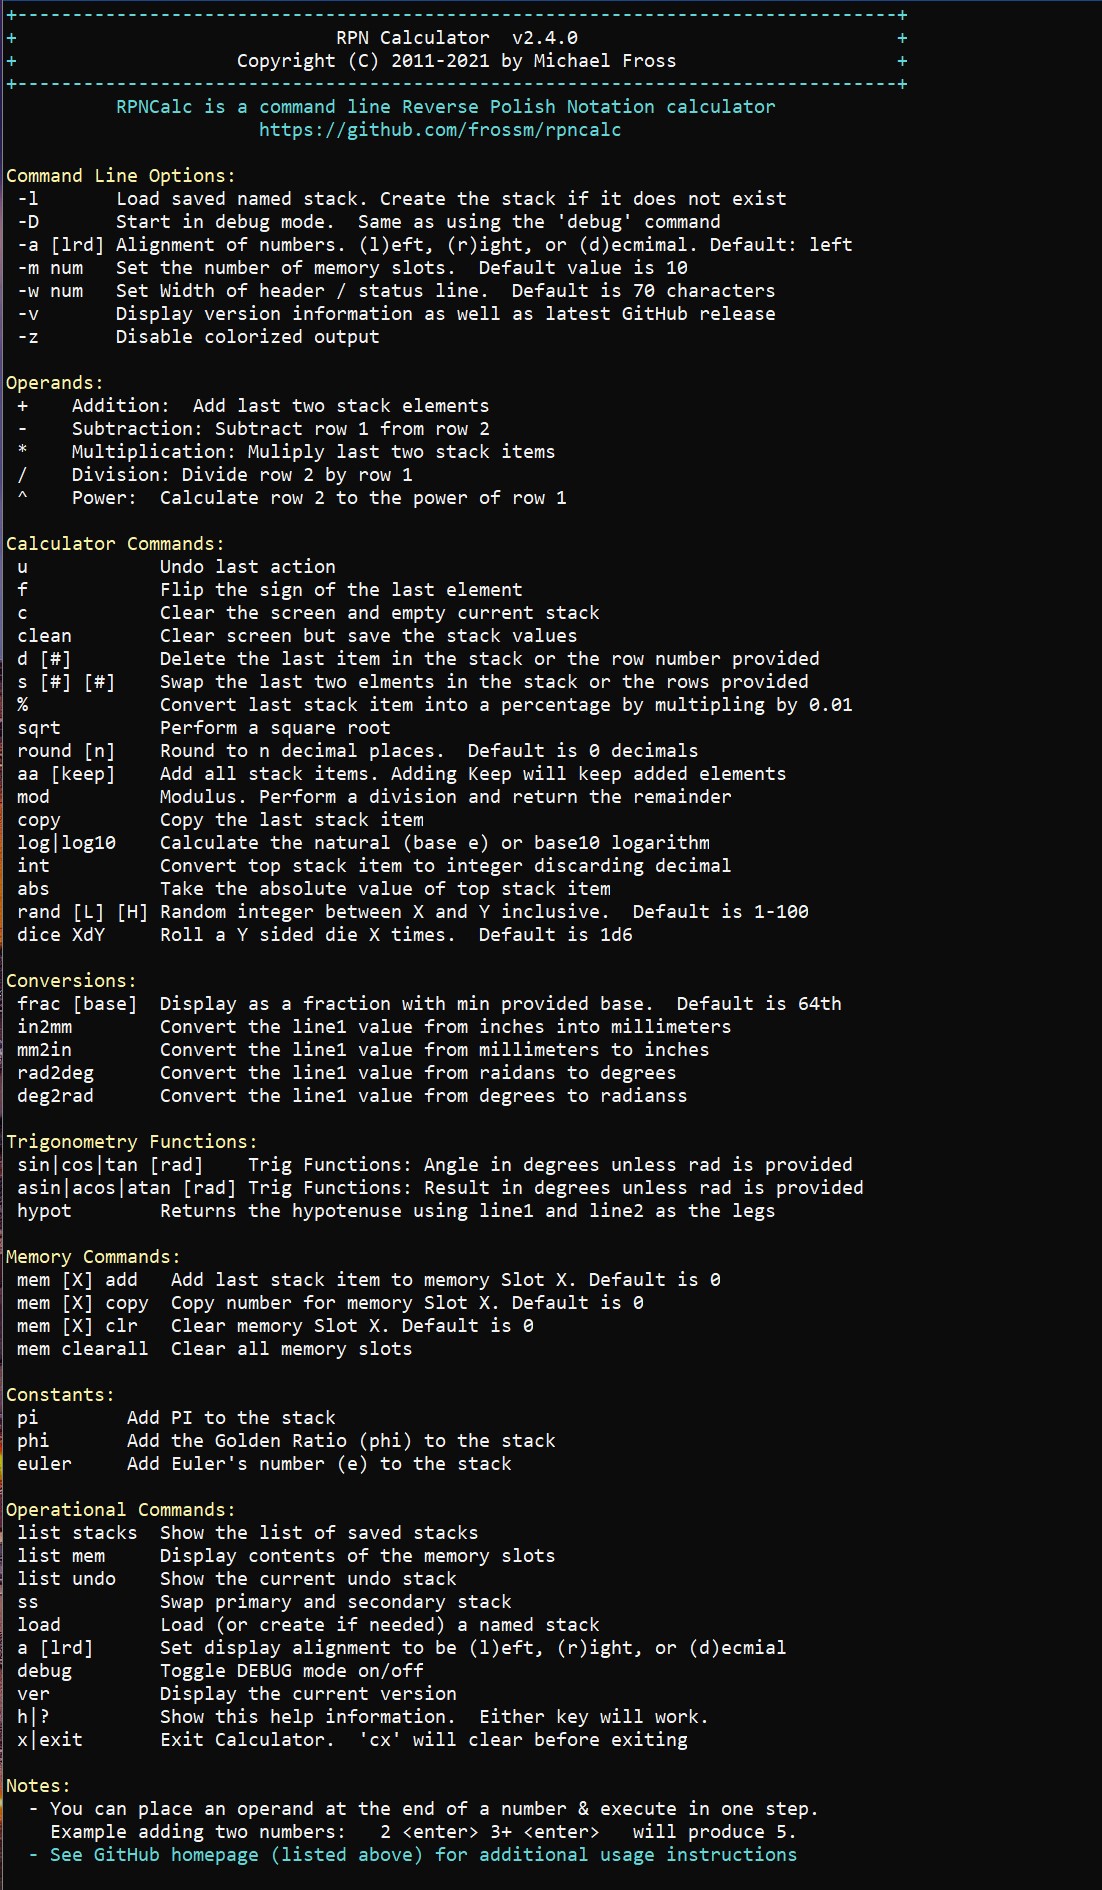 +--------------------------------------------------------------------------------+
+                             RPN Calculator  v2.4.0                             +
+                    Copyright (C) 2011-2021 by Michael Fross                    +
+--------------------------------------------------------------------------------+
RPNCalc is a command line Reverse Polish Notation calculator
https://github.com/frossm/rpncalc
Command Line Options:
-l       Load saved named stack. Create the stack if it does not exist
-D       Start in debug mode.  Same as using the 'debug' command
-a [lrd] Alignment of numbers. (l)eft, (r)ight, or (d)ecmimal. Default: left
-m num   Set the number of memory slots.  Default value is 10
-w num   Set Width of header / status line.  Default is 70 characters
-v       Display version information as well as latest GitHub release
-z       Disable colorized output
Operands:
+    Addition:  Add last two stack elements
-    Subtraction: Subtract row 1 from row 2
*    Multiplication: Muliply last two stack items
/    Division: Divide row 2 by row 1
^    Power:  Calculate row 2 to the power of row 1
Calculator Commands:
u            Undo last action
f            Flip the sign of the last element
c            Clear the screen and empty current stack
clean        Clear screen but save the stack values
d [#]        Delete the last item in the stack or the row number provided
s [#] [#]    Swap the last two elments in the stack or the rows provided
%            Convert last stack item into a percentage by multipling by 0.01
sqrt         Perform a square root
round [n]    Round to n decimal places.  Default is 0 decimals
aa [keep]    Add all stack items. Adding Keep will keep added elements
mod          Modulus. Perform a division and return the remainder
copy         Copy the last stack item
log|log10    Calculate the natural (base e) or base10 logarithm
int          Convert top stack item to integer discarding decimal
abs          Take the absolute value of top stack item
rand [L] [H] Random integer between X and Y inclusive.  Default is 1-100
dice XdY     Roll a Y sided die X times.  Default is 1d6
Conversions:
frac [base]  Display as a fraction with min provided base.  Default is 64th
in2mm        Convert the line1 value from inches into millimeters
mm2in        Convert the line1 value from millimeters to inches
rad2deg      Convert the line1 value from raidans to degrees
deg2rad      Convert the line1 value from degrees to radianss
Trigonometry Functions:
sin|cos|tan [rad]    Trig Functions: Angle in degrees unless rad is provided
asin|acos|atan [rad] Trig Functions: Result in degrees unless rad is provided
hypot        Returns the hypotenuse using line1 and line2 as the legs
Memory Commands:
mem [X] add   Add last stack item to memory Slot X. Default is 0
mem [X] copy  Copy number for memory Slot X. Default is 0
mem [X] clr   Clear memory Slot X. Default is 0
mem clearall  Clear all memory slots
Constants:
pi        Add PI to the stack
phi       Add the Golden Ratio (phi) to the stack
euler     Add Euler's number (e) to the stack
Operational Commands:
list stacks  Show the list of saved stacks
list mem     Display contents of the memory slots
list undo    Show the current undo stack
ss           Swap primary and secondary stack
load         Load (or create if needed) a named stack
a [lrd]      Set display alignment to be (l)eft, (r)ight, or (d)ecmial
debug        Toggle DEBUG mode on/off
ver          Display the current version
h|?          Show this help information.  Either key will work.
x|exit       Exit Calculator.  'cx' will clear before exiting
Notes:
- You can place an operand at the end of a number & execute in one step.
Example adding two numbers:   2 <enter> 3+ <enter>   will produce 5.
- See GitHub homepage (listed above) for additional usage instructions